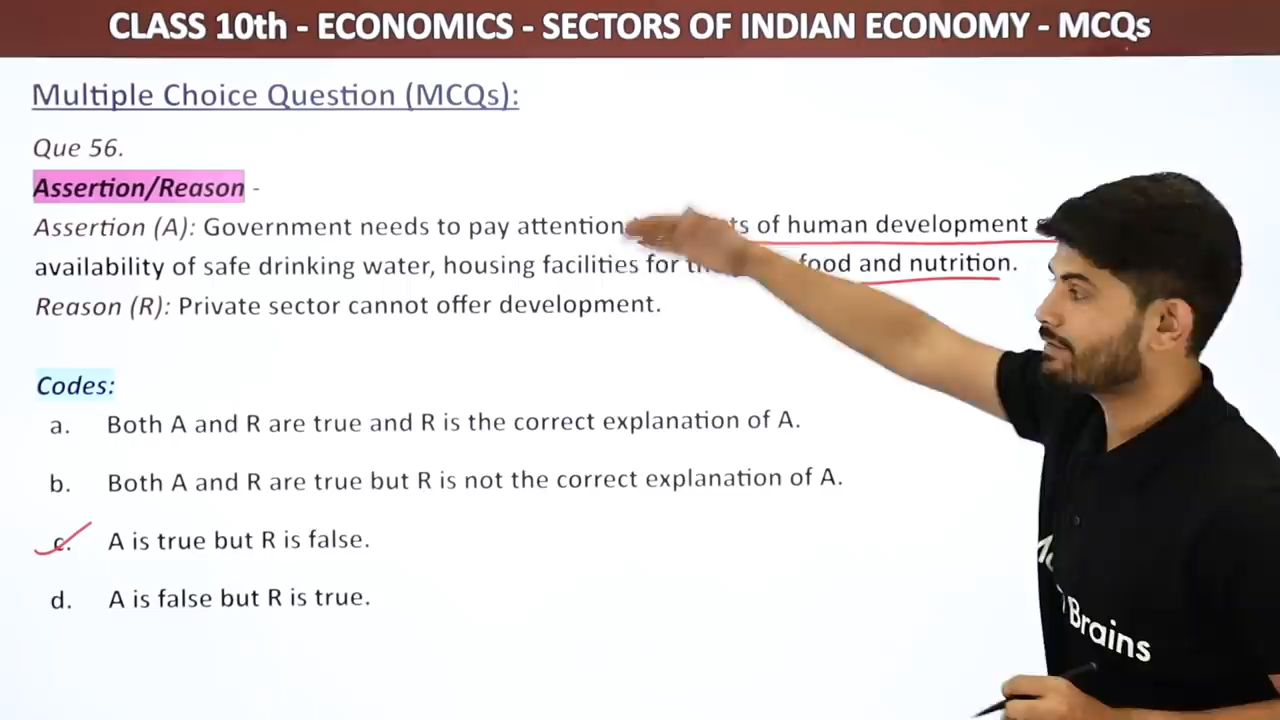 CLASS 10th - ECONOMICS - SECTORS OF INDIAN ECONOMY - MCQs
Multiple Choice Question (MCQs):
Que 56.
Assertion/Reason -
Assertion (A): Government needs to pay attention of human development
availability of safe drinking water, housing facilities for food and nutrition.
Reason (R): Private sector cannot offer development.
Codes:
a. Both A and R are true and R is the correct explanation of A.
b. Both A and R are true but R is not the correct explanation of A.
c. A is true but R is false.
d. A is false but R is true.
Brains